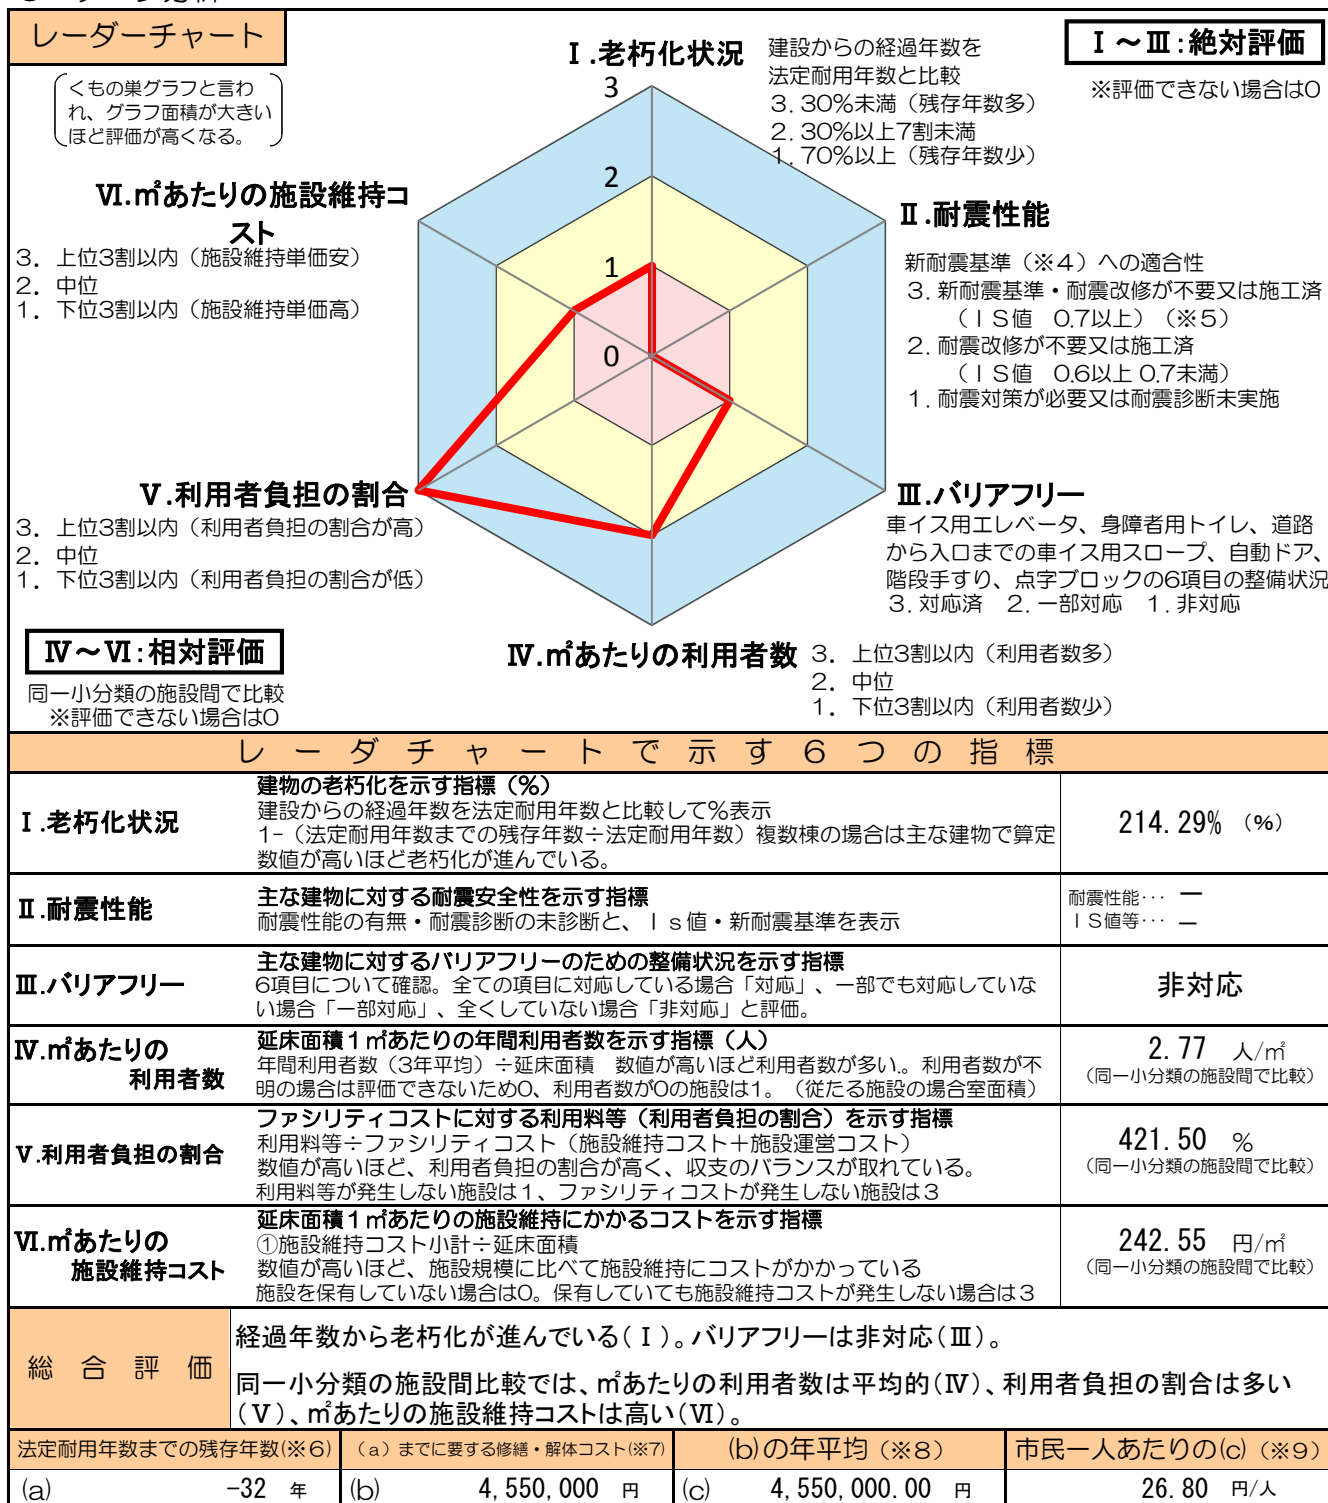 レーダーチャート
くもの巣グラフと言わ
れ、グラフ面積が大きい
ほど評価が高くなる。
Ⅰ.老朽化状況
建設からの経過年数を
法定耐用年数と比較
3.30%未満（残存年数多）
2.30%以上7割未満
1.70%以上（残存年数少）
Ⅰ～Ⅲ:絶対評価
※評価できない場合は0
3
2
1
0
Ⅵ.㎡あたりの施設維持コ
スト
3. 上位3割以内（施設維持単価安）
2. 中位
1. 下位3割以内（施設維持単価高）
Ⅱ.耐震性能
新耐震基準（※4）への適合性
3.新耐震基準・耐震改修が不要又は施工済
（ＩＳ値 0.7以上）（※5）
2.耐震改修が不要又は施工済
（ＩＳ値 0.6以上 0.7未満）
1.耐震対策が必要又は耐震診断未実施
Ⅴ.利用者負担の割合
3. 上位3割以内（利用者負担の割合が高）
2. 中位
1. 下位3割以内（利用者負担の割合が低）
Ⅲ.バリアフリー
車イス用エレベータ、身障者用トイレ、道路
から入口までの車イス用スロープ、自動ドア、
階段手すり、点字ブロックの6項目の整備状況
3.対応済 2.一部対応 1.非対応
Ⅳ～Ⅵ:相対評価
同一小分類の施設間で比較
※評価できない場合は0
Ⅳ.㎡あたりの利用者数
3. 上位3割以内（利用者数多）
2. 中位
1. 下位3割以内（利用者数少）
レーダチャートで示す6つの指標
Ⅰ.老朽化状況
建物の老朽化を示す指標（%）
建設からの経過年数を法定耐用年数と比較して%表示
1-（法定耐用年数までの残存年数÷法定耐用年数）複数棟の場合は主な建物で算定
数値が高いほど老朽化が進んでいる。
214.29% （%）
Ⅱ.耐震性能
主な建物に対する耐震安全性を示す指標
耐震性能の有無・耐震診断の未診断と、Ｉｓ値・新耐震基準を表示
耐震性能･･･ ー
ＩＳ値等･･･ ー
Ⅲ.バリアフリー
主な建物に対するバリアフリーのための整備状況を示す指標
6項目について確認。全ての項目に対応している場合「対応」、一部でも対応していな
い場合「一部対応」、全くしていない場合「非対応」と評価。
非対応
Ⅳ.㎡あたりの
利用者数
延床面積１㎡あたりの年間利用者数を示す指標（人）
年間利用者数（3年平均）÷延床面積 数値が高いほど利用者数が多い。利用者数が不
明の場合は評価できないため0、利用者数が0の施設は1。（従たる施設の場合室面積）
2.77 人/㎡
（同一小分類の施設間で比較）
Ⅴ.利用者負担の割合
ファシリティコストに対する利用料等（利用者負担の割合）を示す指標
利用料等÷ファシリティコスト（施設維持コスト＋施設運営コスト）
数値が高いほど、利用者負担の割合が高く、収支のバランスが取れている。
利用料等が発生しない施設は１、ファシリティコストが発生しない施設は３
421.50 %
（同一小分類の施設間で比較）
Ⅵ.㎡あたりの
施設維持コスト
延床面積１㎡あたりの施設維持にかかるコストを示す指標
①施設維持コスト小計÷延床面積
数値が高いほど、施設規模に比べて施設維持にコストがかかっている
施設を保有していない場合は0。保有していても施設維持コストが発生しない場合は３
242.55 円/㎡
（同一小分類の施設間で比較）
総合評価
経過年数から老朽化が進んでいる(Ⅰ)。バリアフリーは非対応(Ⅲ)。
同一小分類の施設間比較では、㎡あたりの利用者数は平均的(Ⅳ)、利用者負担の割合は多い
(Ⅴ)、㎡あたりの施設維持コストは高い(Ⅵ)。
法定耐用年数までの残存年数(※6)
（a）までに要する修繕・解体コスト(※7)
(b)の年平均（※8）
市民一人あたりの(c)（※9）
(a) -32 年
(b) 4,550,000 円
(c) 4,550,000.00 円
26.80 円/人